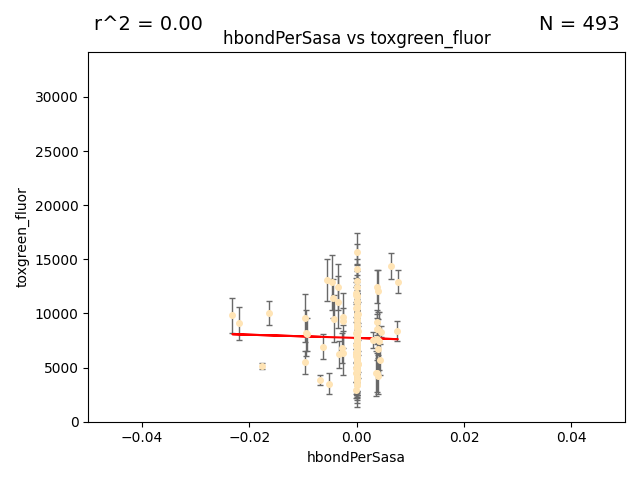 r^2 = 0.00
N = 493
hbondPerSasa vs toxgreen_fluor
30000
25000
20000
15000
10000
5000
0
toxgreen_fluor
−0.04
−0.02
0.00
0.02
0.04
hbondPerSasa